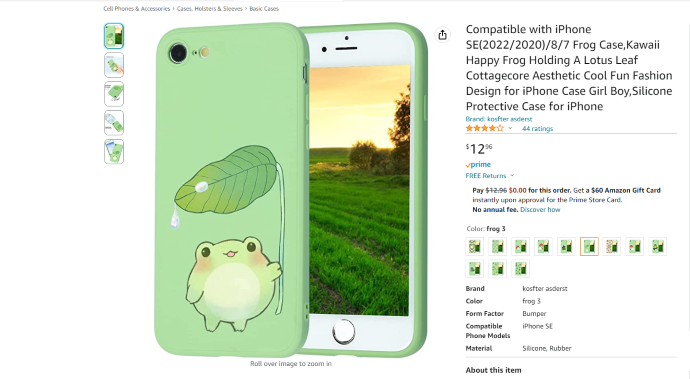 Cell Phones & Accessories › Cases, Holsters & Sleeves › Basic Cases
Compatible with iPhone
SE(2022/2020)/8/7 Frog Case,Kawaii
Happy Frog Holding A Lotus Leaf
Cottagecore Aesthetic Cool Fun Fashion
Design for iPhone Case Girl Boy,Silicone
Protective Case for iPhone
Brand: kosfter asderst
44 ratings
$12.96
prime
FREE Returns
Pay $12.96 $0.00 for this order. Get a $60 Amazon Gift Card
instantly upon approval for the Prime Store Card.
No annual fee. Discover how
Color: frog 3
Brand kosfter asderst
Color frog 3
Form Factor Bumper
Compatible iPhone SE
Phone Models
Material Silicone, Rubber
About this item
Roll over image to zoom in